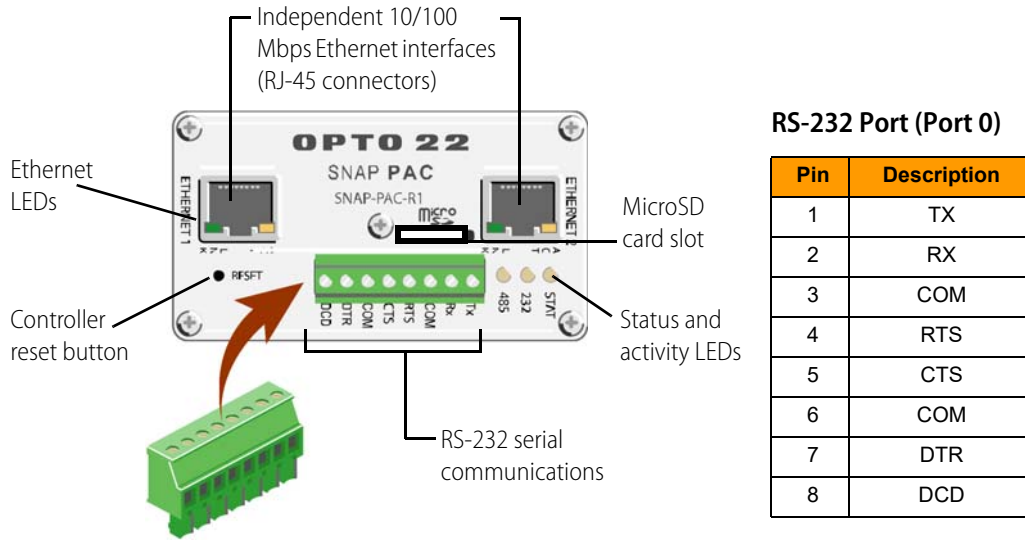 Independent 10/100
Mbps Ethernet interfaces
(RJ-45 connectors)
RS-232 Port (Port 0)
Pin Description
1 TX
2 RX
3 COM
4 RTS
5 CTS
6 COM
7 DTR
8 DCD
Ethernet
LEDs
Controller
reset button
MicroSD
card slot
Status and
activity LEDs
RS-232 serial
communications
OPTO 22
SNAP PAC
SNAP-PAC-R1
ETHERNET 1
ETHERNET 2
DCD
DTR
COM
CTS
RTS
COM
Rx
Tx
485
232
STAT